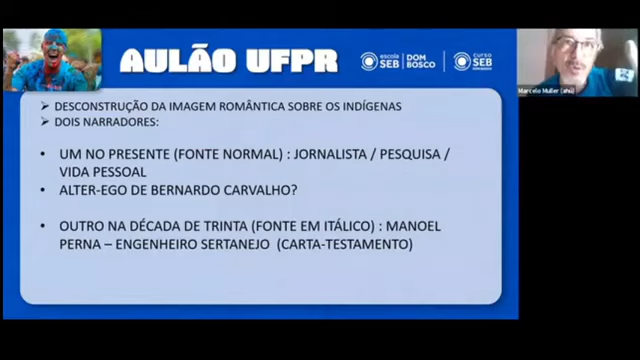 AULÃO UFPR
escola
SEB
DOM
BOSCO
curso
SEB
DESCONSTRUÇÃO DA IMAGEM ROMÂNTICA SOBRE OS INDÍGENAS
DOIS NARRADORES:
UM NO PRESENTE (FONTE NORMAL) : JORNALISTA / PESQUISA /
VIDA PESSOAL
ALTER-EGO DE BERNARDO CARVALHO?
OUTRO NA DÉCADA DE TRINTA (FONTE EM ITÁLICO) : MANOEL
PERNA – ENGENHEIRO SERTANEJO (CARTA-TESTAMENTO)
Marcelo Muller (ahú)